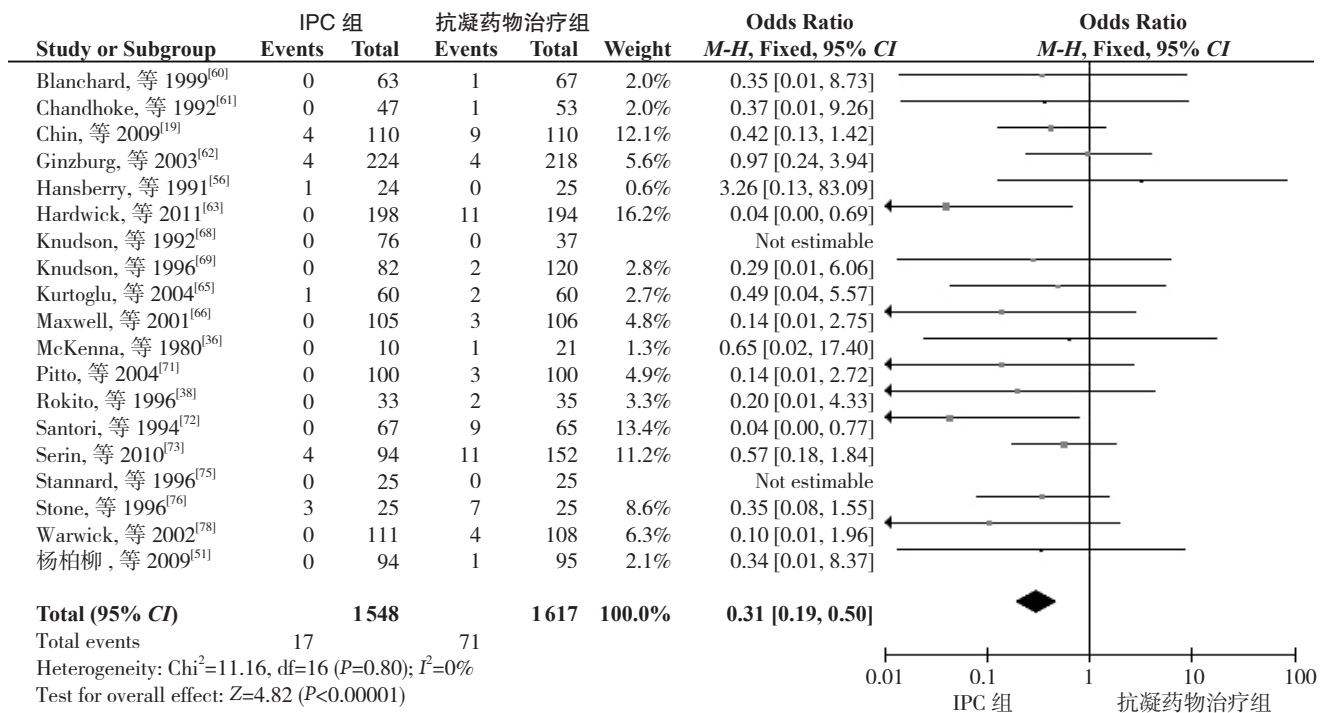 IPC 组 抗凝药物治疗组 Odds Ratio Odds Ratio
Study or Subgroup Events Total Events Total Weight M-H, Fixed, 95% CI M-H, Fixed, 95% CI
Blanchard, 等 1999[60] 0 63 1 67 2.0% 0.35 [0.01, 8.73]
Chandhoke, 等 1992[61] 0 47 1 53 2.0% 0.37 [0.01, 9.26]
Chin, 等 2009[19] 4 110 9 110 12.1% 0.42 [0.13, 1.42]
Ginzburg, 等 2003[62] 4 224 4 218 5.6% 0.97 [0.24, 3.94]
Hansberry, 等 1991[56] 1 24 0 25 0.6% 3.26 [0.13, 83.09]
Hardwick, 等 2011[63] 0 198 11 194 16.2% 0.04 [0.00, 0.69]
Knudson, 等 1992[68] 0 76 0 37 Not estimable
Knudson, 等 1996[69] 0 82 2 120 2.8% 0.29 [0.01, 6.06]
Kurtoglu, 等 2004[65] 1 60 2 60 2.7% 0.49 [0.04, 5.57]
Maxwell, 等 2001[66] 0 105 3 106 4.8% 0.14 [0.01, 2.75]
McKenna, 等 1980[36] 0 10 1 21 1.3% 0.65 [0.02, 17.40]
Pitto, 等 2004[71] 0 100 3 100 4.9% 0.14 [0.01, 2.72]
Rokito, 等 1996[38] 0 33 2 35 3.3% 0.20 [0.01, 4.33]
Santori, 等 1994[72] 0 67 9 65 13.4% 0.04 [0.00, 0.77]
Serin, 等 2010[73] 4 94 11 152 11.2% 0.57 [0.18, 1.84]
Stannard, 等 1996[75] 0 25 0 25 Not estimable
Stone, 等 1996[76] 3 25 7 25 8.6% 0.35 [0.08, 1.55]
Warwick, 等 2002[78] 0 111 4 108 6.3% 0.10 [0.01, 1.96]
杨柏柳, 等 2009[51] 0 94 1 95 2.1% 0.34 [0.01, 8.37]
Total (95% CI) 1548 1617 100.0% 0.31 [0.19, 0.50]
Total events 17 71
Heterogeneity: Chi²=11.16, df=16 (P=0.80); I²=0%
Test for overall effect: Z=4.82 (P<0.00001)
0.01 0.1 1 10 100
IPC 组 抗凝药物治疗组